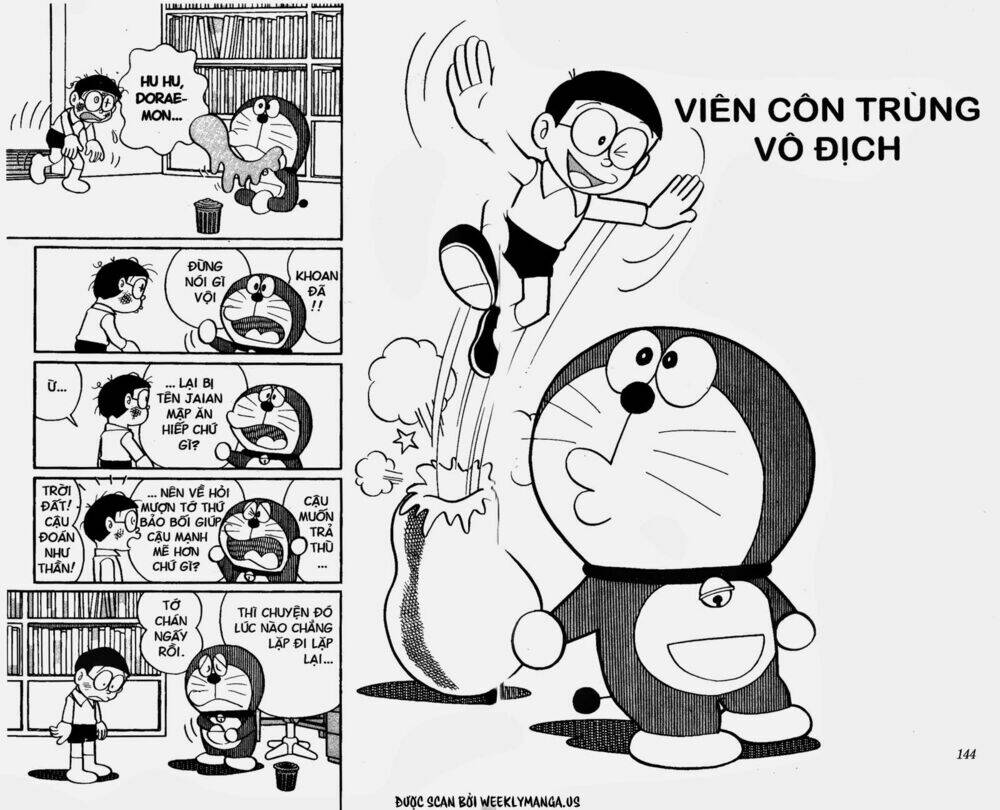 VIÊN CÔN TRÙNG
VÔ ĐỊCH
144
HU HU,
DORAE-
MON...
KHOAN
ĐÃ
!!
ĐỪNG
NÓI GÌ
VỘI
... LẠI BỊ
TÊN JAIAN
MẬP ĂN
HIẾP CHỨ
GÌ?
Ừ...
CẬU
MUỐN
TRẢ
THÙ
...
... NÊN VỀ HỎI
MƯỢN TỚ THỨ
BẢO BỐI GIÚP
CẬU MẠNH
MẼ HƠN
CHỨ GÌ?
TRỜI
ĐẤT!
CẬU
ĐOÁN
NHƯ
THẦN!
THÌ CHUYỆN ĐÓ
LÚC NÀO CHẲNG
LẶP ĐI LẶP
LẠI...
TỚ
CHÁN
NGẤY
RỒI.
ĐƯỢC SCAN BỞI WEEKLYMANGA.US